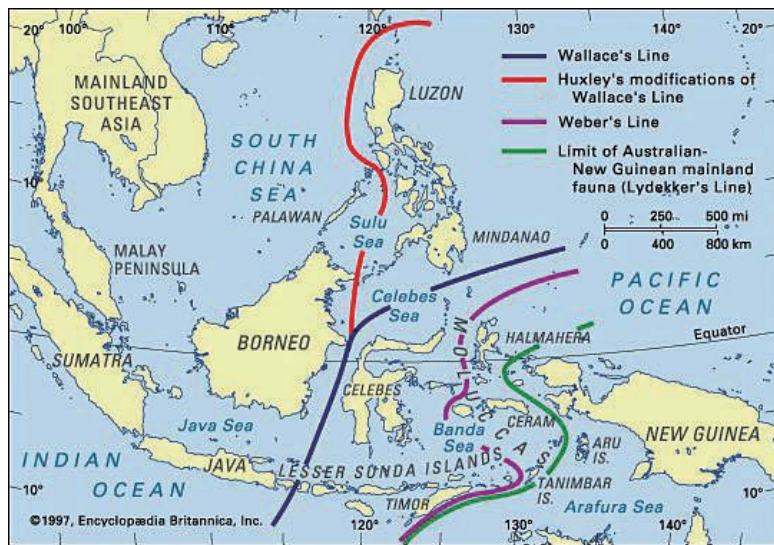 20°
100°
120°
130°
20°
MAINLAND
SOUTHEAST
ASIA
LUZON
Wallace's Line
Huxley's modifications of
Wallace's Line
Weber's Line
Limit of Australian-
New Guinean mainland
fauna (Lydekker's Line)
SOUTH
CHINA
SEA
0 250 500 mi
0 400 800 km
10°
10°
PALAWAN
Sulu
Sea
MINDANAO
MALAY
PENINSULA
PACIFIC
OCEAN
Celebes
Sea
BORNEO
HALMAHERA
Equator
SUMATRA
MOLUCCAS
CELEBES
CERAM
Java Sea
Banda
Sea
ARU
IS.
NEW GUINEA
INDIAN
OCEAN
JAVA
LESSER SUNDA ISLANDS
TANIMBAR
IS.
10°
TIMOR
Arafura Sea
10°
©1997, Encyclopædia Britannica, Inc.
120°
130°
140°